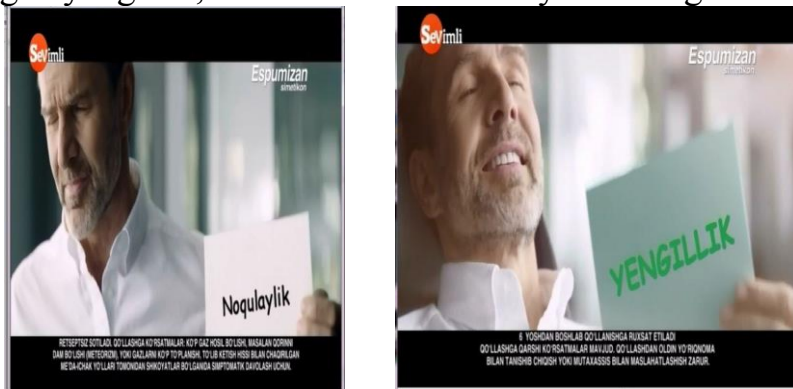 Sevimli
Espumizan
simetikon
Noqulaylik
RETSEPTSIZ SOTILADI. QO'LLASHGA KO'RSATMALAR: KO'P GAZ HOSIL BO'LISHI, MASALAN QORINNI
DAM BO'LISHI (METEORIZM), YOKI GAZLARNI KO'P TO'PLANISH, TO'LIB KETISH HISSI BILAN CHAQIRILGAN
ME'DA-ICHAK YO'LLARI TOMONIDAN SHIKOYATLAR BO'LGANIDA SIMPTOMATIK DAVOLASH UCHUN.
Sevimli
Espumizan
simetikon
YENGILLIK
6 YOSHDAN BOSHLAB QO'LLANISHGA RUXSAT ETILADI
QO'LLASHGA QARSHI KO'RSATMALAR MAVJUD. QO'LLASHDAN OLDIN YO'RIQNOMA
BILAN TANISHIB CHIQISH YOKI MUTAXASSIS BILAN MASLAHATLASHISH ZARUR.